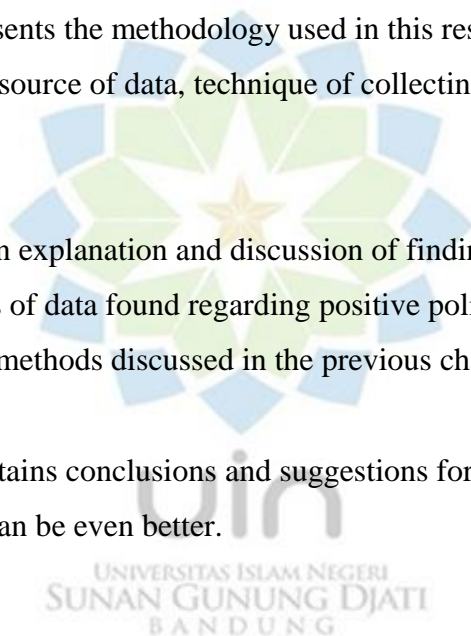 sents the methodology used in this res
source of data, technique of collectin
n explanation and discussion of findin
of data found regarding positive pol
methods discussed in the previous ch
tains conclusions and suggestions for
an be even better.
uin
UNIVERSITAS ISLAM NEGERI
SUNAN GUNUNG DJATI
BANDUNG